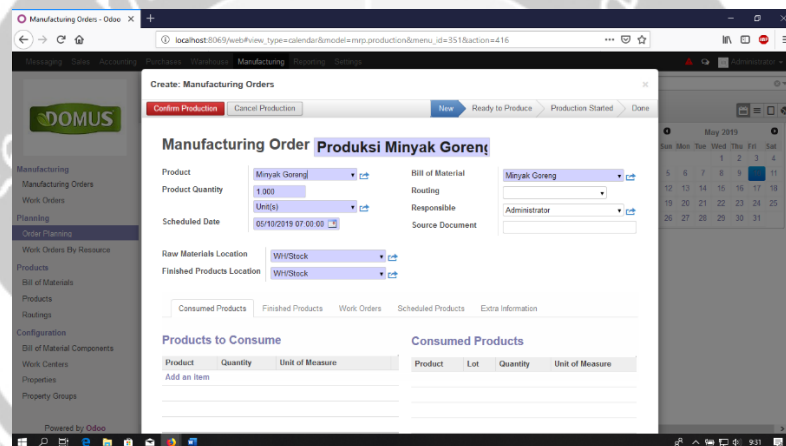 Manufacturing Orders - Odoo
localhost:8069/web#view_type=calendar&model=mrp.production&menu_id=351&action=416
Messaging Sales Accounting Purchases Warehouse Manufacturing Reporting Settings Administrator
DOMUS
Manufacturing
Manufacturing Orders
Work Orders
Planning
Order Planning
Work Orders By Resource
Products
Bill of Materials
Products
Routings
Configuration
Bill of Material Components
Work Centers
Properties
Property Groups
Powered by Odoo
Create: Manufacturing Orders
Confirm Production Cancel Production New Ready to Produce Production Started Done
Manufacturing Order Produksi Minyak Goreng
Product Minyak Goreng
Product Quantity 1.000
Unit(s)
Scheduled Date 05/10/2019 07:00:00
Bill of Material Minyak Goreng
Routing
Responsible Administrator
Source Document
Raw Materials Location WH/Stock
Finished Products Location WH/Stock
Consumed Products Finished Products Work Orders Scheduled Products Extra Information
Products to Consume
Product Quantity Unit of Measure
Add an item
Consumed Products
Product Lot Quantity Unit of Measure
May 2019
Sun Mon Tue Wed Thu Fri Sat
1 2 3 4
5 6 7 8 9 11
12 13 14 15 16 17 18
19 20 21 22 23 24 25
26 27 28 29 30 31
9:31